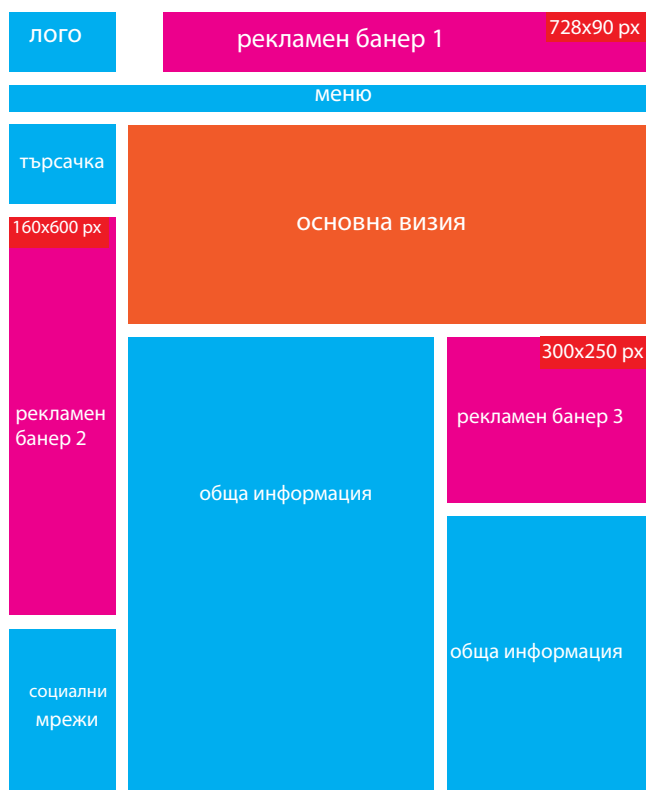 лого
рекламен банер 1
728x90 px
меню
търсачка
основна визия
160x600 px
рекламен
банер 2
300x250 px
рекламен банер 3
обща информация
обща информация
социални
мрежи